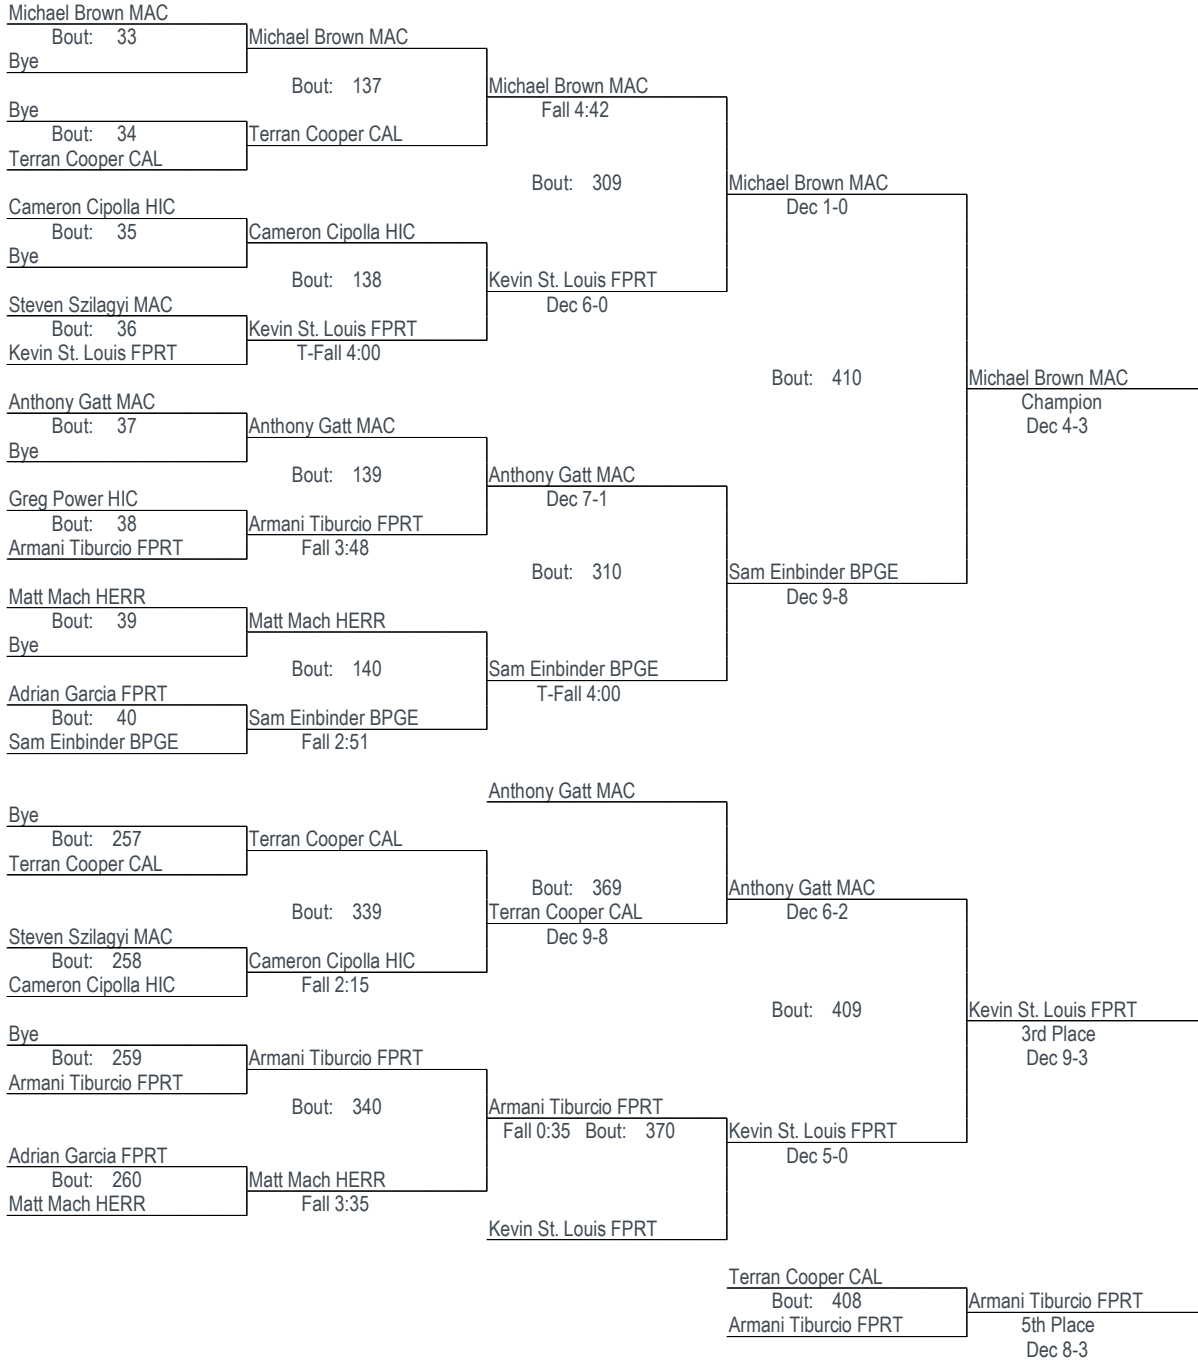 Michael Brown MAC
Bout: 33 Michael Brown MAC
Bye
Bout: 137 Michael Brown MAC
Bye Fall 4:42
Bout: 34 Terran Cooper CAL
Terran Cooper CAL
Bout: 309 Michael Brown MAC
Cameron Cipolla HIC Dec 1-0
Bout: 35 Cameron Cipolla HIC
Bye
Bout: 138 Kevin St. Louis FPRT
Steven Szilagyi MAC Dec 6-0
Bout: 36 Kevin St. Louis FPRT
Kevin St. Louis FPRT T-Fall 4:00
Bout: 410 Michael Brown MAC
Anthony Gatt MAC Champion
Bout: 37 Anthony Gatt MAC Dec 4-3
Bye
Bout: 139 Anthony Gatt MAC
Greg Power HIC Dec 7-1
Bout: 38 Armani Tiburcio FPRT
Armani Tiburcio FPRT Fall 3:48
Bout: 310 Sam Einbinder BPGE
Matt Mach HERR Dec 9-8
Bout: 39 Matt Mach HERR
Bye
Bout: 140 Sam Einbinder BPGE
Adrian Garcia FPRT T-Fall 4:00
Bout: 40 Sam Einbinder BPGE
Sam Einbinder BPGE Fall 2:51
Anthony Gatt MAC
Bye
Bout: 257 Terran Cooper CAL
Terran Cooper CAL
Bout: 369 Anthony Gatt MAC
Bout: 339 Terran Cooper CAL Dec 6-2
Steven Szilagyi MAC Dec 9-8
Bout: 258 Cameron Cipolla HIC
Cameron Cipolla HIC Fall 2:15
Bout: 409 Kevin St. Louis FPRT
Bye 3rd Place
Bout: 259 Armani Tiburcio FPRT Dec 9-3
Armani Tiburcio FPRT
Bout: 340 Armani Tiburcio FPRT
Fall 0:35 Bout: 370 Kevin St. Louis FPRT
Adrian Garcia FPRT Dec 5-0
Bout: 260 Matt Mach HERR
Matt Mach HERR Fall 3:35
Kevin St. Louis FPRT
Terran Cooper CAL
Bout: 408 Armani Tiburcio FPRT
Armani Tiburcio FPRT 5th Place
Dec 8-3